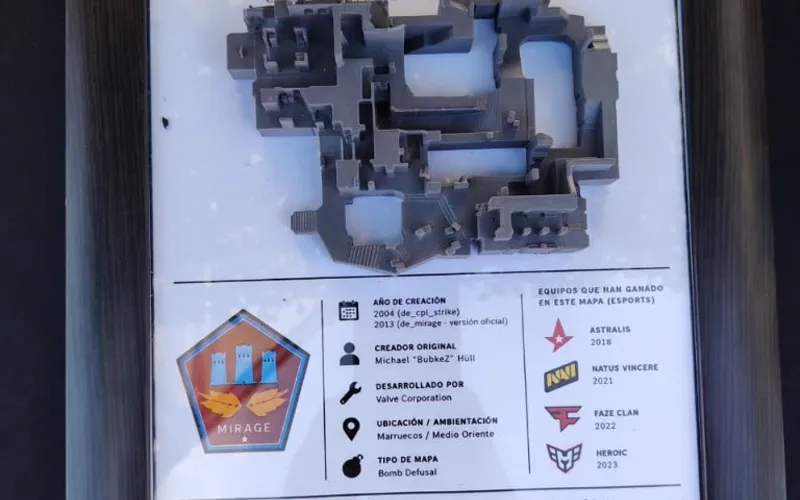 AÑO DE CREACIÓN
2004 (de_cpl_strike)
2013 (de_mirage - versión oficial)
CREADOR ORIGINAL
Michael "BubkeZ" Hüll
DESARROLLADO POR
Valve Corporation
UBICACIÓN / AMBIENTACIÓN
Marruecos / Medio Oriente
TIPO DE MAPA
Bomb Defusal
MIRAGE
EQUIPOS QUE HAN GANADO
EN ESTE MAPA (ESPORTS)
ASTRALIS
2018
NATUS VINCERE
2021
FAZE CLAN
2022
HEROIC
2023